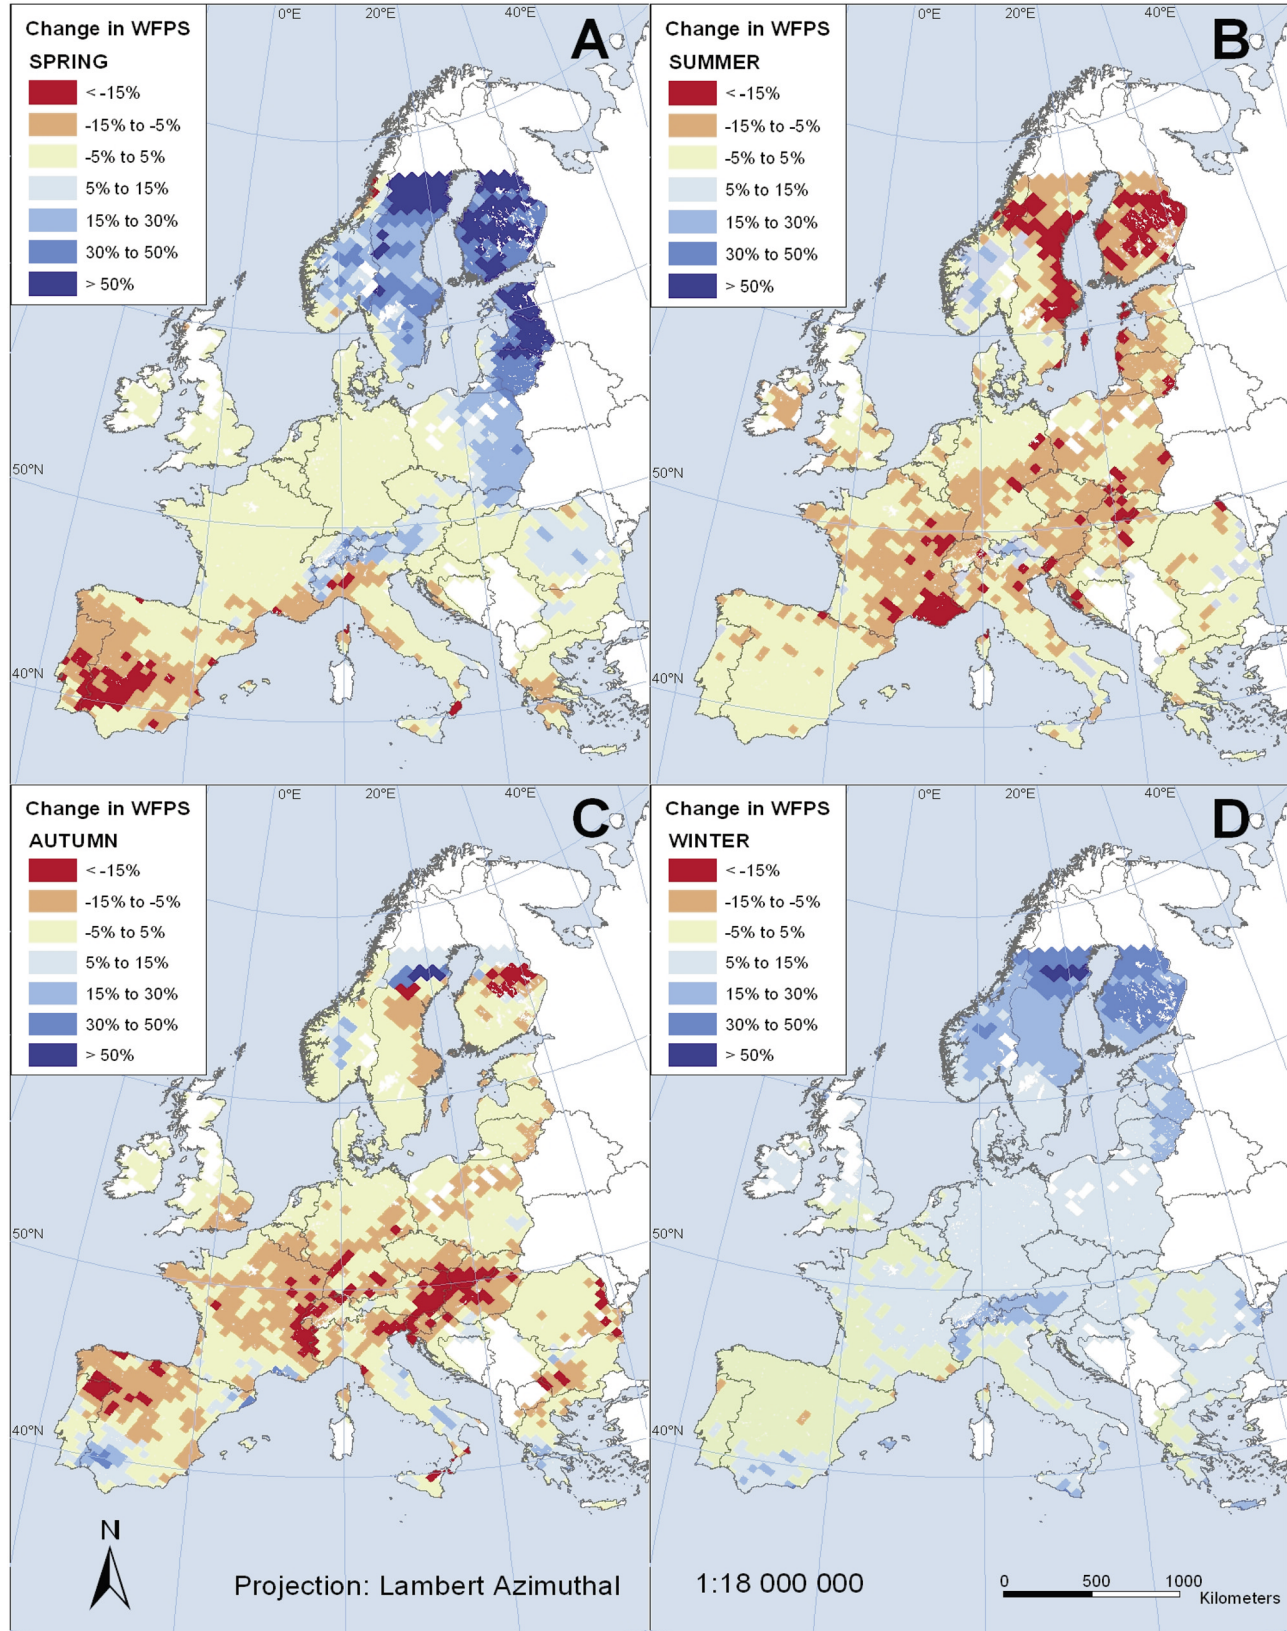 Change in WFPS
SPRING
< -15%
-15% to -5%
-5% to 5%
5% to 15%
15% to 30%
30% to 50%
> 50%
0°E
20°E
40°E
A
50°N
40°N
Change in WFPS
SUMMER
< -15%
-15% to -5%
-5% to 5%
5% to 15%
15% to 30%
30% to 50%
> 50%
0°E
20°E
40°E
B
50°N
40°N
Change in WFPS
AUTUMN
< -15%
-15% to -5%
-5% to 5%
5% to 15%
15% to 30%
30% to 50%
> 50%
0°E
20°E
40°E
C
50°N
40°N
N
Projection: Lambert Azimuthal
Change in WFPS
WINTER
< -15%
-15% to -5%
-5% to 5%
5% to 15%
15% to 30%
30% to 50%
> 50%
0°E
20°E
40°E
D
50°N
40°N
1:18 000 000
0 500 1000
Kilometers